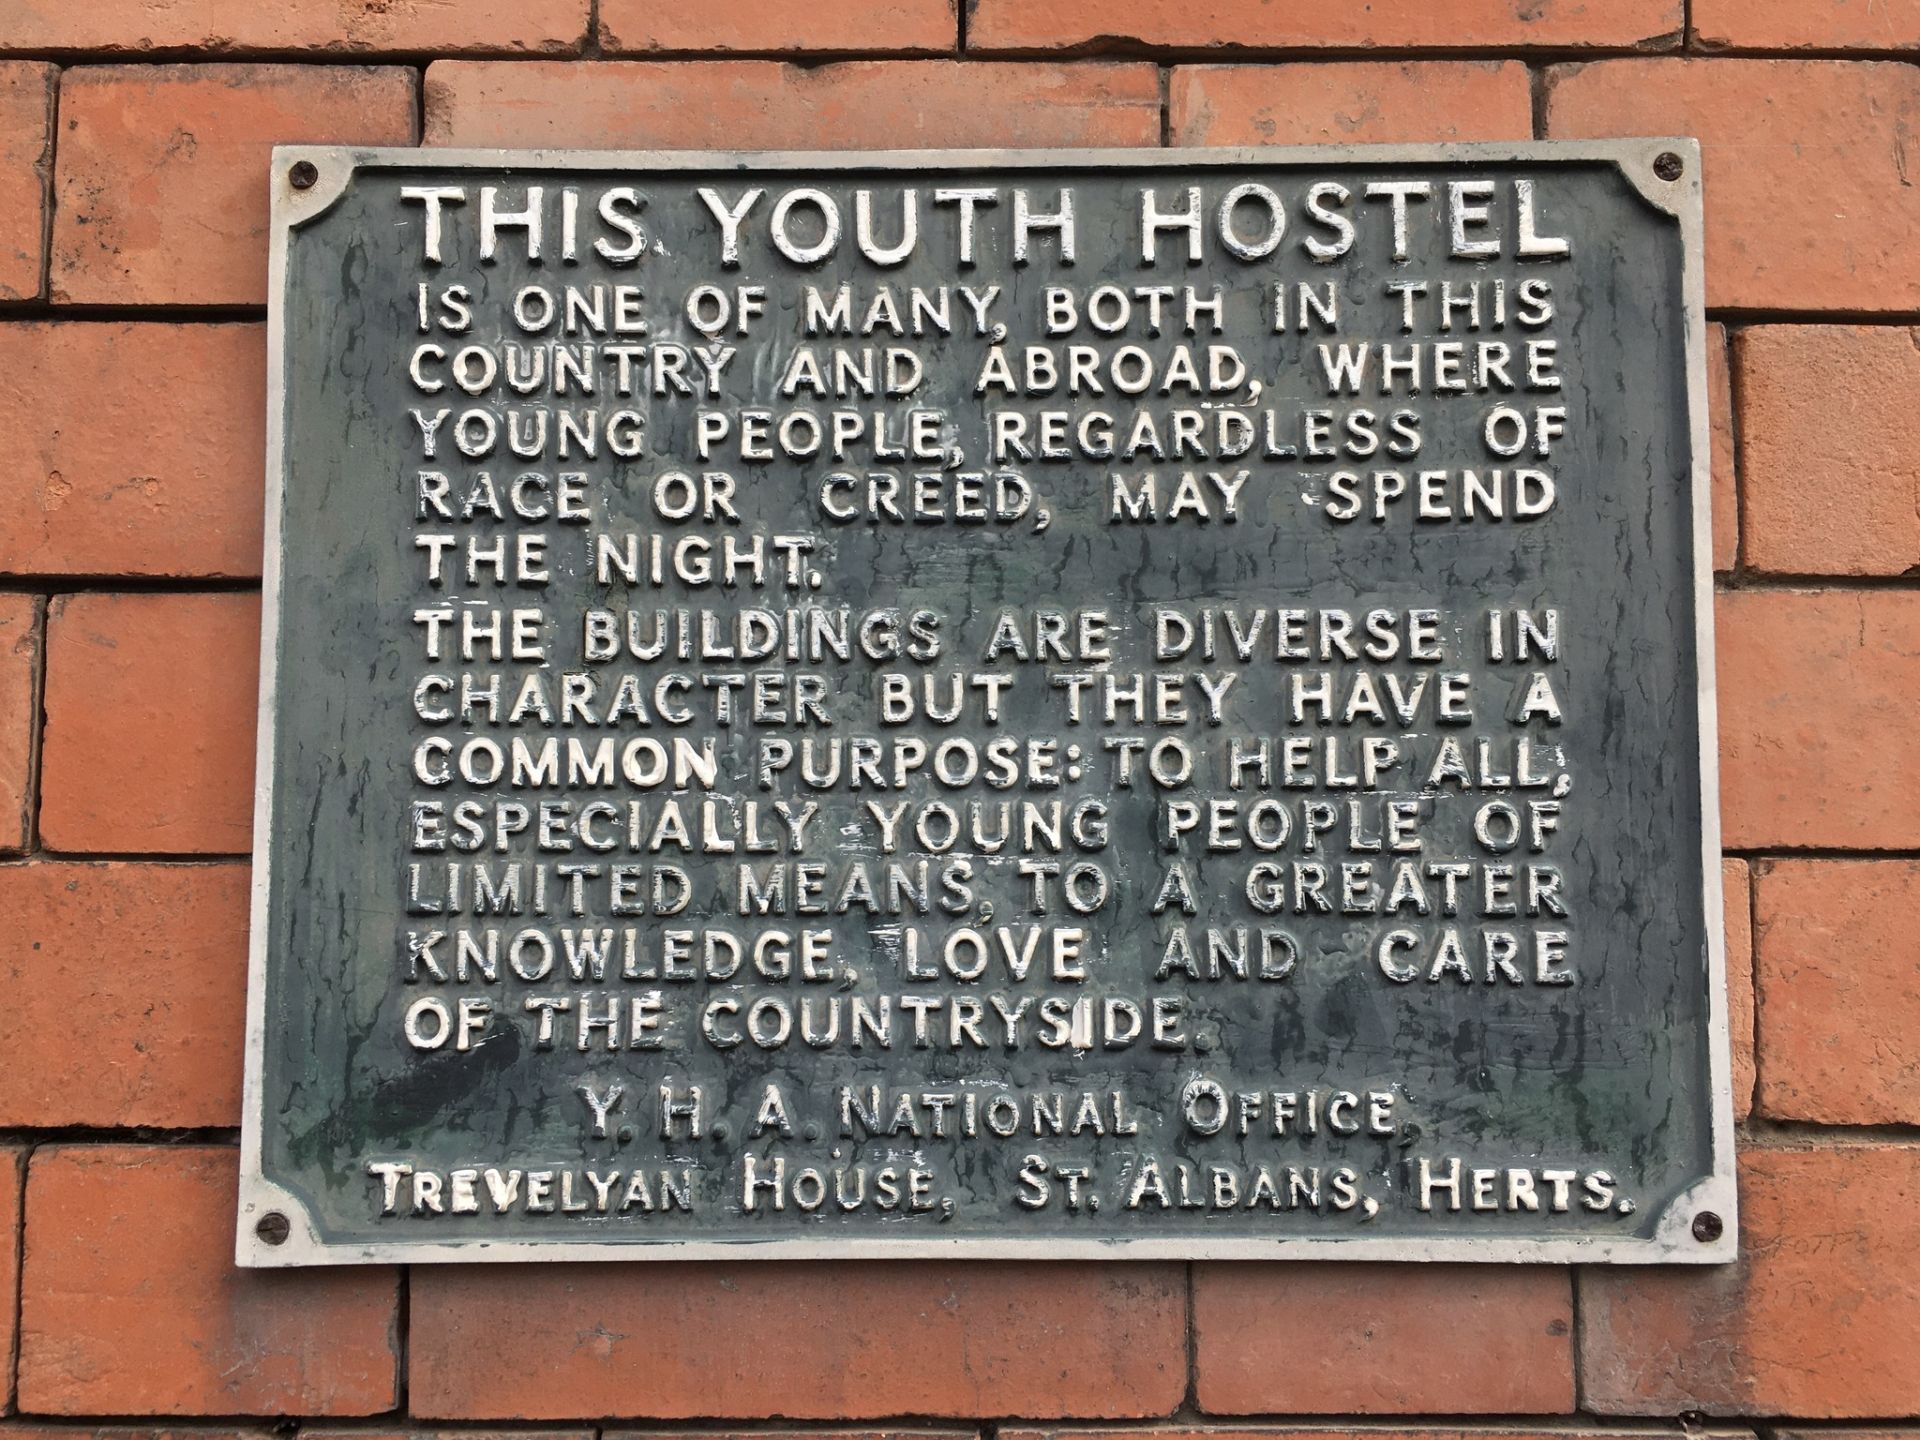 THIS YOUTH HOSTEL
IS ONE OF MANY, BOTH IN THIS
COUNTRY AND ABROAD, WHERE
YOUNG PEOPLE, REGARDLESS OF
RACE OR CREED, MAY SPEND
THE NIGHT.
THE BUILDINGS ARE DIVERSE IN
CHARACTER BUT THEY HAVE A
COMMON PURPOSE: TO HELP ALL,
ESPECIALLY YOUNG PEOPLE OF
LIMITED MEANS, TO A GREATER
KNOWLEDGE, LOVE AND CARE
OF THE COUNTRYSIDE.
Y. H. A. NATIONAL OFFICE,
TREVELYAN HOUSE, ST. ALBANS, HERTS.